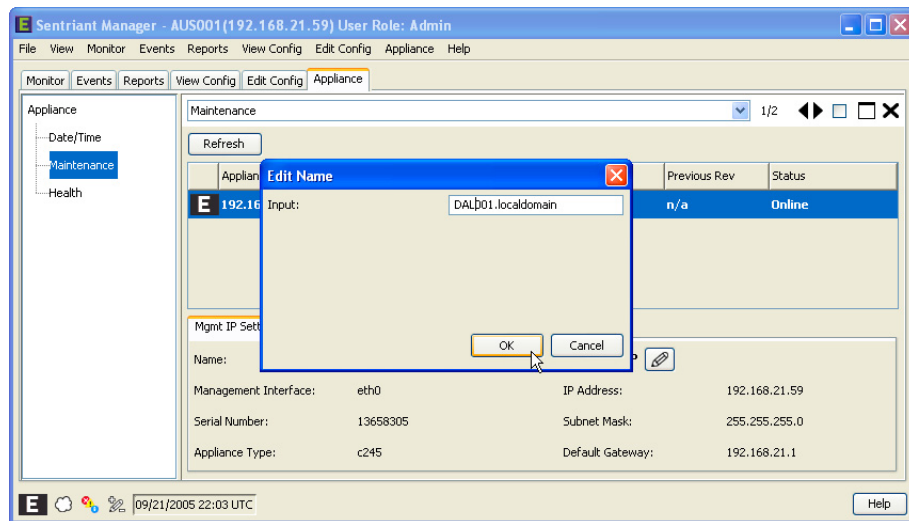 E Sentriant Manager - AUS001(192.168.21.59) User Role: Admin
File View Monitor Events Reports View Config Edit Config Appliance Help
Monitor Events Reports View Config Edit Config Appliance
Appliance
Date/Time
Maintenance
Health
Maintenance 1/2
Refresh
Applian Previous Rev Status
E 192.16 n/a Online
Edit Name
Input: DAL001.localdomain
OK Cancel
Mgmt IP Sett
Name:
Management Interface: eth0 IP Address: 192.168.21.59
Serial Number: 13658305 Subnet Mask: 255.255.255.0
Appliance Type: c245 Default Gateway: 192.168.21.1
E 09/21/2005 22:03 UTC Help